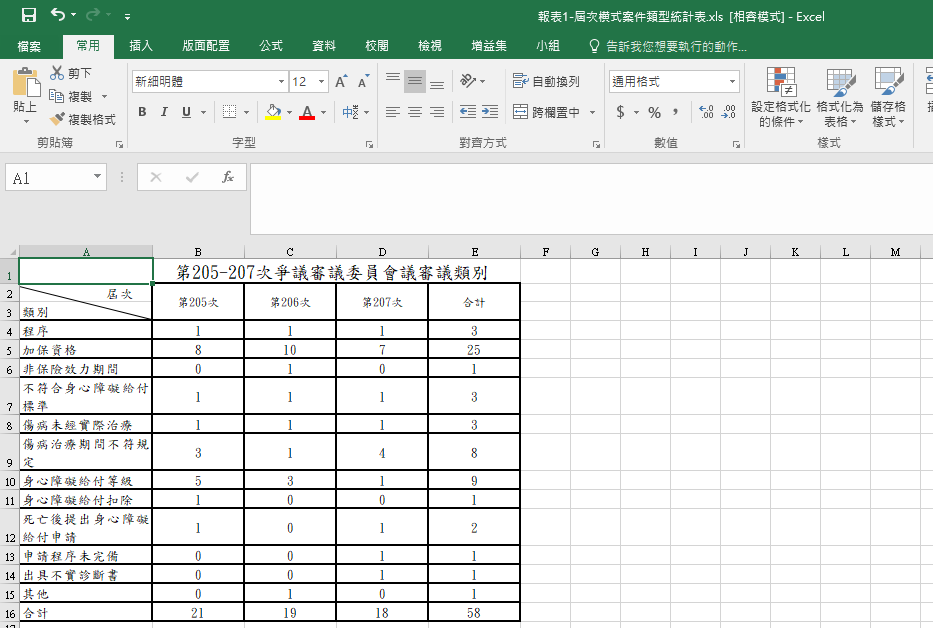 報表1-屆次模式案件類型統計表.xls [相容模式] - Excel
檔案 常用 插入 版面配置 公式 資料 校閱 檢視 增益集 小組 告訴我您想要執行的動作...
貼上
剪下
複製
複製格式
剪貼簿
新細明體 12 A A
B I U A 中
字型
自動換列
跨欄置中
對齊方式
通用格式
$ % , .00 .0
數值
設定格式化的條件
格式化為表格
儲存格樣式
樣式
A1 fx
A B C D E F G H I J K L M
1 第205-207次爭議審議委員會議審議類別
2 屆次 第205次 第206次 第207次 合計
3 類別
4 程序 1 1 1 3
5 加保資格 8 10 7 25
6 非保險效力期間 0 1 0 1
不符合身心障礙給付
7 標準 1 1 1 3
8 傷病未經實際治療 1 1 1 3
傷病治療期間不符規
9 定 3 1 4 8
10 身心障礙給付等級 5 3 1 9
11 身心障礙給付扣除 1 0 0 1
死亡後提出身心障礙
12 給付申請 1 0 1 2
13 申請程序未完備 0 0 1 1
14 出具不實診斷書 0 0 1 1
15 其他 0 1 0 1
16 合計 21 19 18 58